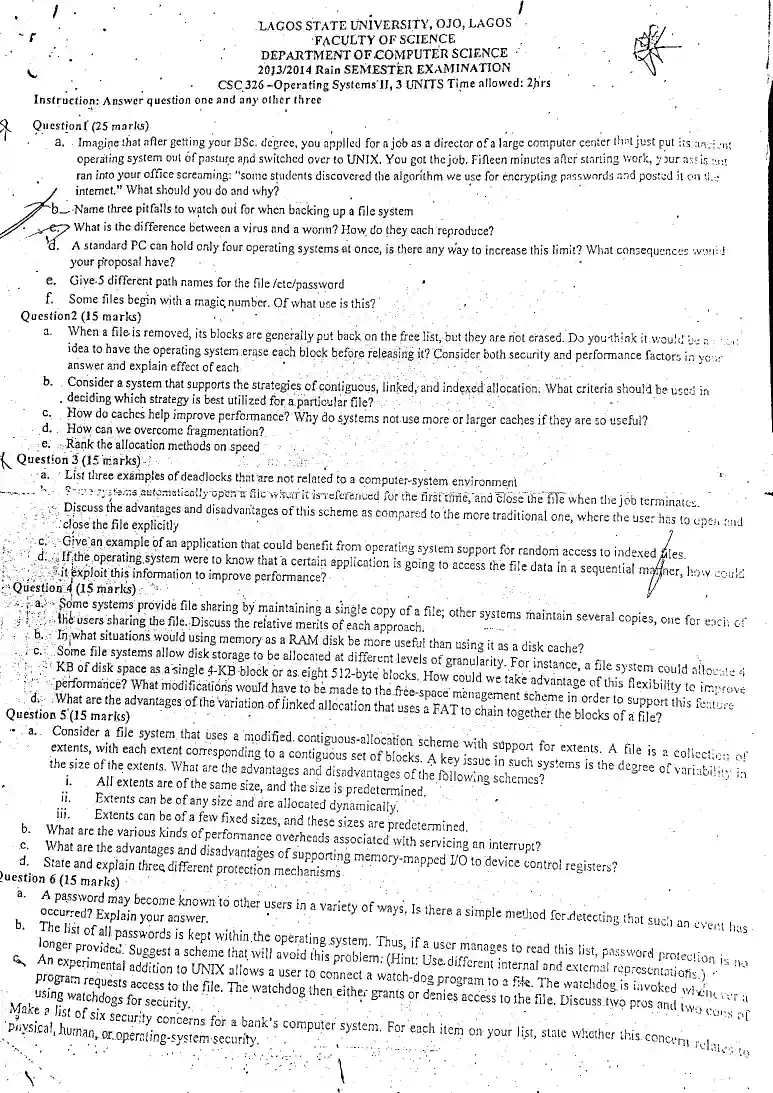 LAGOS STATE UNIVERSITY, OJO, LAGOS
FACULTY OF SCIENCE
DEPARTMENT OF COMPUTER SCIENCE
2013/2014 Rain SEMESTER EXAMINATION
CSC 326 –Operating Systems II, 3 UNITS Time allowed: 2hrs
Instruction: Answer question one and any other three
Question1 (25 marks)
a. Imagine that after getting your BSc. degree, you applied for a job as a director of a large computer center that just put its ancient
operating system out of pasture and switched over to UNIX. You got the job. Fifteen minutes after starting work, your
ran into your office screaming: "some students discovered the algorithm we use for encrypting passwords and posted it on the
internet." What should you do and why?
b. Name three pitfalls to watch out for when backing up a file system
c. What is the difference between a virus and a worm? How do they each reproduce?
d. A standard PC can hold only four operating systems at once, is there any way to increase this limit? What consequences would
your proposal have?
e. Give 5 different path names for the file /etc/password
f. Some files begin with a magic number. Of what use is this?
Question2 (15 marks)
a. When a file is removed, its blocks are generally put back on the free list, but they are not erased. Do you think it would be a
idea to have the operating system erase each block before releasing it? Consider both security and performance factors in your
answer and explain effect of each
b. Consider a system that supports the strategies of contiguous, linked, and indexed allocation. What criteria should be used in
deciding which strategy is best utilized for a particular file?
c. How do caches help improve performance? Why do systems not use more or larger caches if they are so useful?
d. How can we overcome fragmentation?
e. Rank the allocation methods on speed
Question 3 (15 marks)
a. List three examples of deadlocks that are not related to a computer-system environment
systems automatically open a file when it is referenced for the first time, and close the file when the job terminates.
Discuss the advantages and disadvantages of this scheme as compared to the more traditional one, where the user has to open and
close the file explicitly
c. Give an example of an application that could benefit from operating system support for random access to indexed files.
d. If the operating system were to know that a certain application is going to access the file data in a sequential manner, how could
it exploit this information to improve performance?
Question 4 (15 marks)
a. Some systems provide file sharing by maintaining a single copy of a file; other systems maintain several copies, one for each of
the users sharing the file. Discuss the relative merits of each approach.
b. In what situations would using memory as a RAM disk be more useful than using it as a disk cache?
c. Some file systems allow disk storage to be allocated at different levels of granularity. For instance, a file system could allocate 4
KB of disk space as a single 4-KB block or as eight 512-byte blocks. How could we take advantage of this flexibility to improve
performance? What modifications would have to be made to the free-space management scheme in order to support this feature
d. What are the advantages of the variation of linked allocation that uses a FAT to chain together the blocks of a file?
Question 5 (15 marks)
a. Consider a file system that uses a modified contiguous-allocation scheme with support for extents. A file is a collection of
extents, with each extent corresponding to a contiguous set of blocks. A key issue in such systems is the degree of variability in
the size of the extents. What are the advantages and disadvantages of the following schemes?
i. All extents are of the same size, and the size is predetermined.
ii. Extents can be of any size and are allocated dynamically.
iii. Extents can be of a few fixed sizes, and these sizes are predetermined.
b. What are the various kinds of performance overheads associated with servicing an interrupt?
c. What are the advantages and disadvantages of supporting memory-mapped I/O to device control registers?
d. State and explain three different protection mechanisms
Question 6 (15 marks)
a. A password may become known to other users in a variety of ways. Is there a simple method for detecting that such an event has
occurred? Explain your answer.
b. The list of all passwords is kept within the operating system. Thus, if a user manages to read this list, password protection is no
longer provided. Suggest a scheme that will avoid this problem: (Hint: Use different internal and external representations.)
c. An experimental addition to UNIX allows a user to connect a watch-dog program to a file. The watchdog is invoked whenever a
program requests access to the file. The watchdog then either grants or denies access to the file. Discuss two pros and two cons of
using watchdogs for security.
Make a list of six security concerns for a bank's computer system. For each item on your list, state whether this concern relates to
physical, human, or operating-system security.